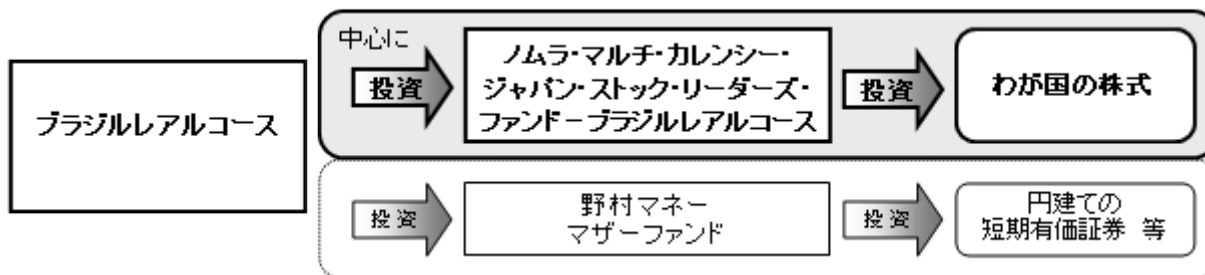 ブラジルレアルコース
中心に
投資
ノムラ・マルチ・カレンシー・
ジャパン・ストック・リーダーズ・
ファンド－ブラジルレアルコース
投資
わが国の株式
投資
野村マネー
マザーファンド
投資
円建ての
短期有価証券 等